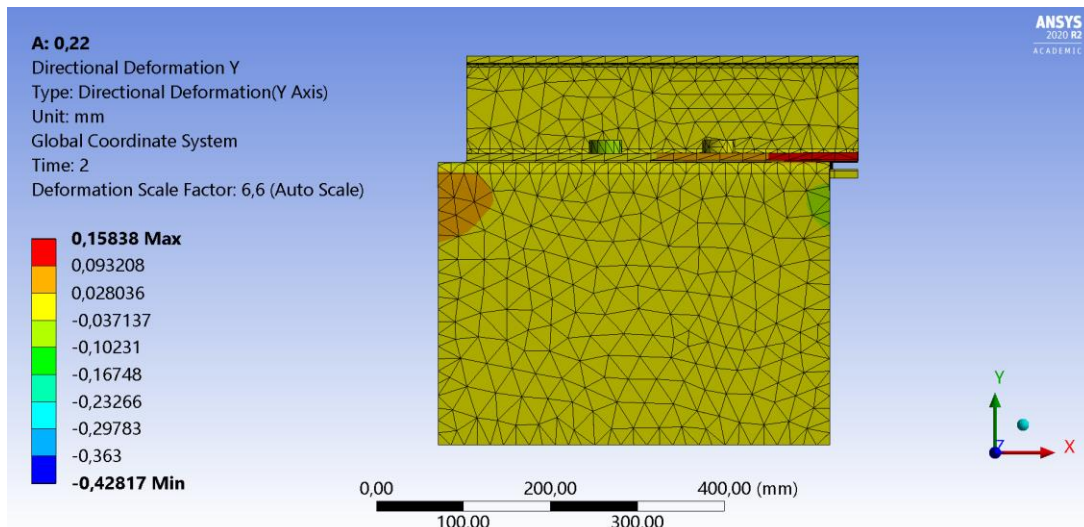 A: 0,22
Directional Deformation Y
Type: Directional Deformation(Y Axis)
Unit: mm
Global Coordinate System
Time: 2
Deformation Scale Factor: 6,6 (Auto Scale)
0,15838 Max
0,093208
0,028036
-0,037137
-0,10231
-0,16748
-0,23266
-0,29783
-0,363
-0,42817 Min
ANSYS
2020 R2
ACADEMIC
0,00 200,00 400,00 (mm)
100,00 300,00
Y
Z X